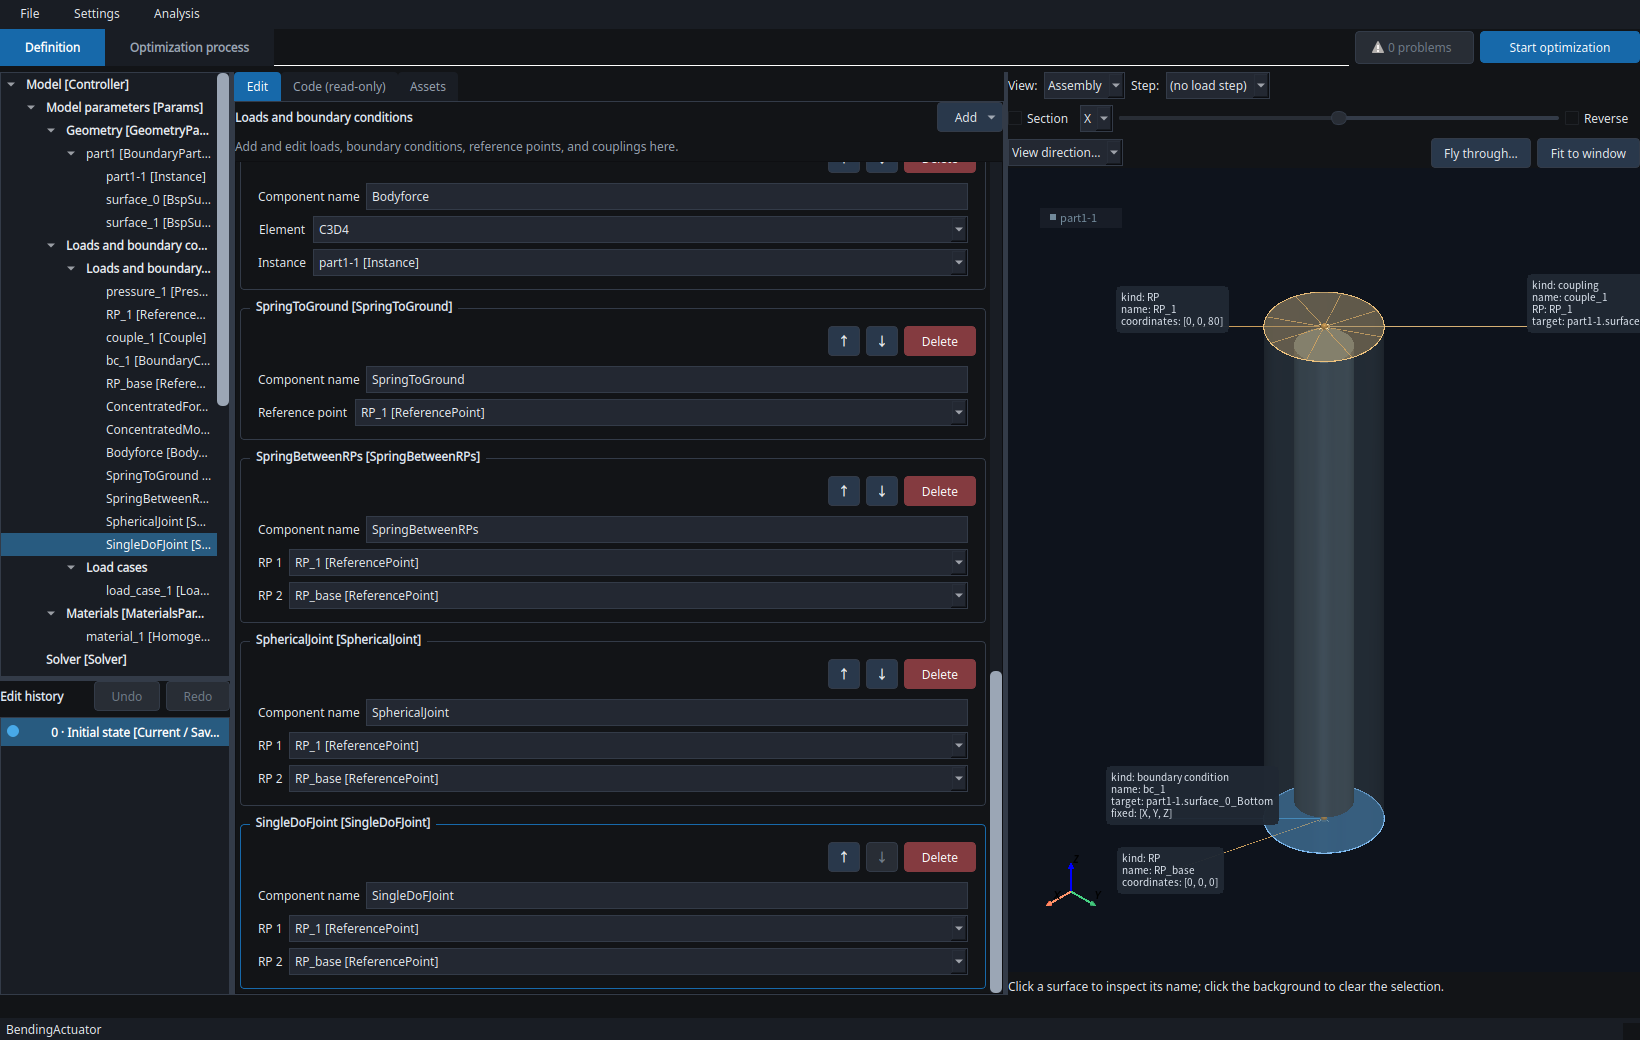 File Settings Analysis
Definition Optimization process 0 problems Start optimization
Model [Controller]
Model parameters [Params]
Geometry [GeometryPa...
part1 [BoundaryPart...
part1-1 [Instance]
surface_0 [BspSu...
surface_1 [BspSu...
Loads and boundary co...
Loads and boundary...
pressure_1 [Pres...
RP_1 [Reference...
couple_1 [Couple]
bc_1 [BoundaryC...
RP_base [Refere...
ConcentratedFor...
ConcentratedMo...
Bodyforce [Body...
SpringToGround ...
SpringBetweenR...
SphericalJoint [S...
SingleDoFJoint [S...
Load cases
load_case_1 [Loa...
Materials [MaterialsPar...
material_1 [Homoge...
Solver [Solver]
Edit history Undo Redo
0 · Initial state [Current / Sav...
Edit Code (read-only) Assets
Loads and boundary conditions Add
Add and edit loads, boundary conditions, reference points, and couplings here.
Component name Bodyforce
Element C3D4
Instance part1-1 [Instance]
SpringToGround [SpringToGround]
↑ ↓ Delete
Component name SpringToGround
Reference point RP_1 [ReferencePoint]
SpringBetweenRPs [SpringBetweenRPs]
↑ ↓ Delete
Component name SpringBetweenRPs
RP 1 RP_1 [ReferencePoint]
RP 2 RP_base [ReferencePoint]
SphericalJoint [SphericalJoint]
↑ ↓ Delete
Component name SphericalJoint
RP 1 RP_1 [ReferencePoint]
RP 2 RP_base [ReferencePoint]
SingleDoFJoint [SingleDoFJoint]
↑ ↓ Delete
Component name SingleDoFJoint
RP 1 RP_1 [ReferencePoint]
RP 2 RP_base [ReferencePoint]
View: Assembly Step: (no load step)
Section X Reverse
View direction... Fly through... Fit to window
part1-1
kind: RP
name: RP_1
coordinates: [0, 0, 80]
kind: coupling
name: couple_1
RP: RP_1
target: part1-1.surface
kind: boundary condition
name: bc_1
target: part1-1.surface_0_Bottom
fixed: [X, Y, Z]
kind: RP
name: RP_base
coordinates: [0, 0, 0]
Click a surface to inspect its name; click the background to clear the selection.
BendingActuator